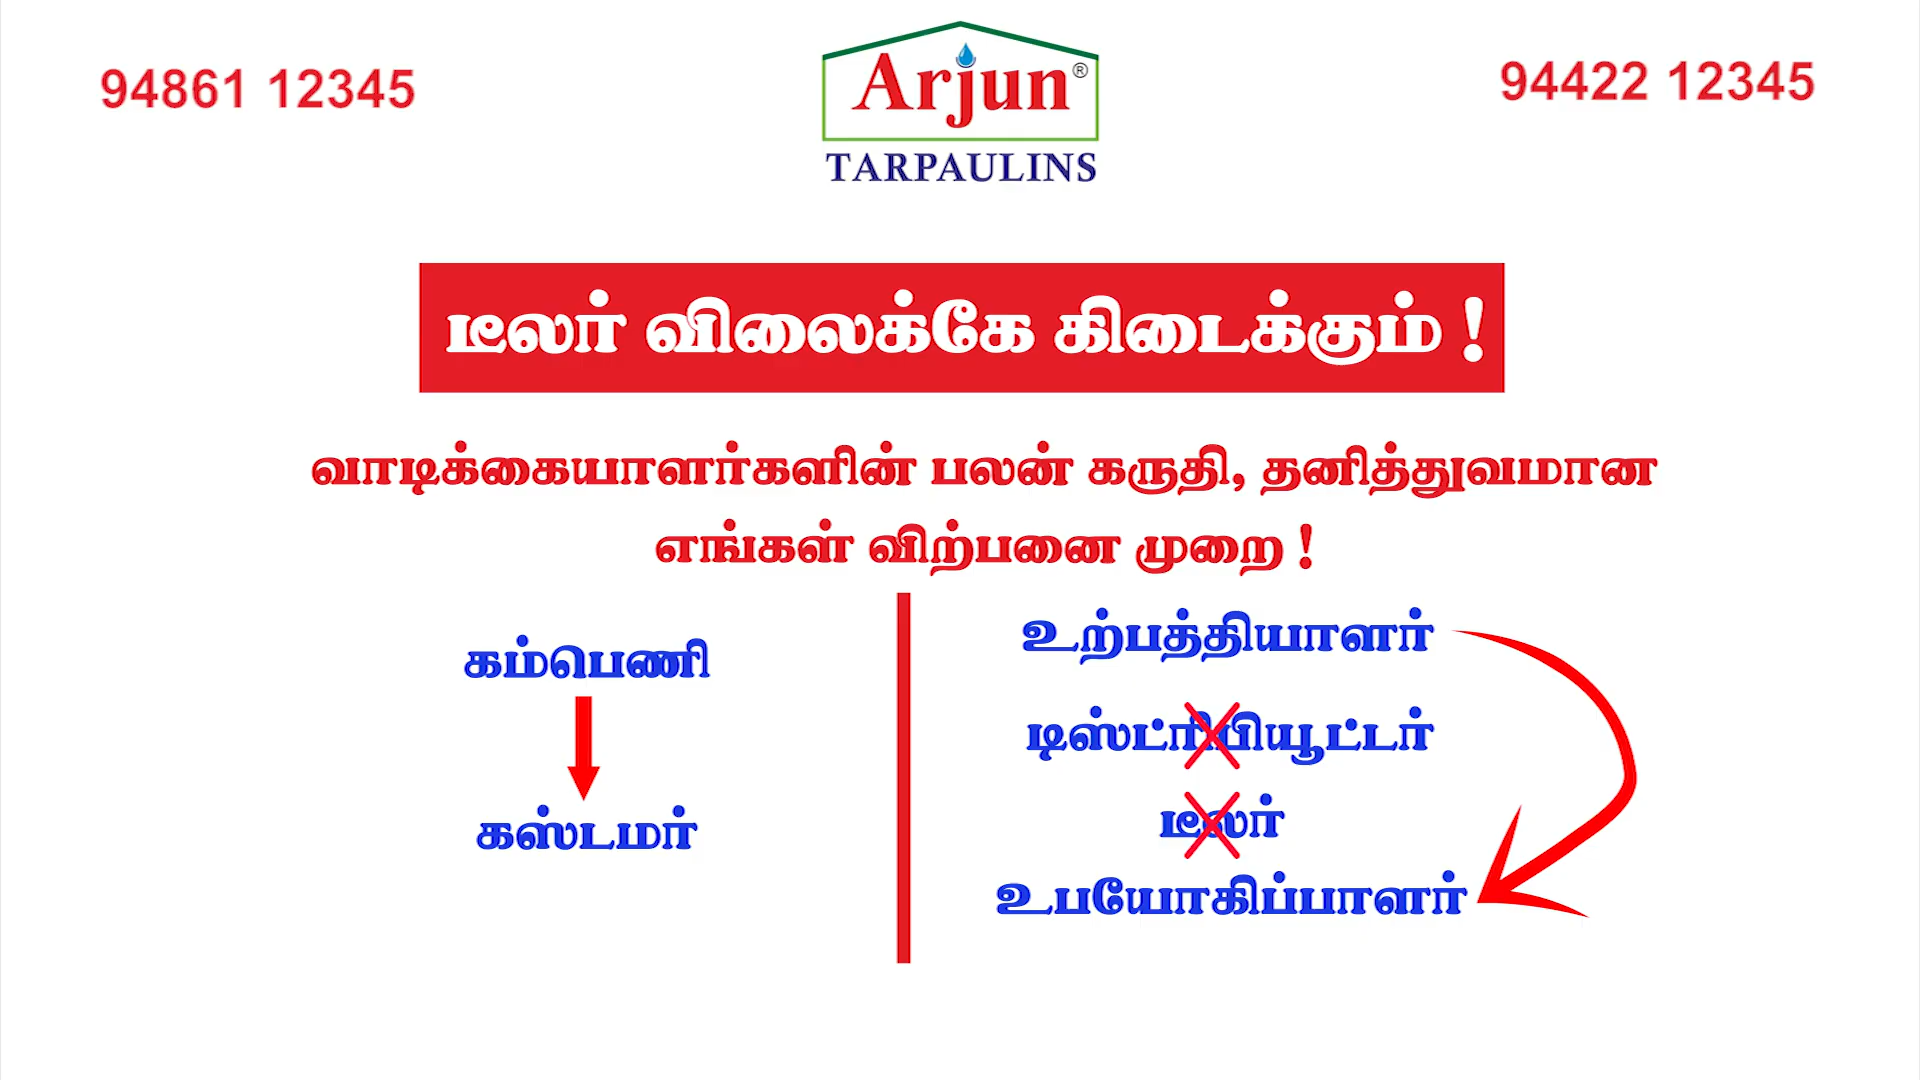 94861 12345
Arjun®
TARPAULINS
94422 12345
டீலர் விலைக்கே கிடைக்கும் !
வாடிக்கையாளர்களின் பலன் கருதி, தனித்துவமான
எங்கள் விற்பனை முறை !
கம்பெணி
கஸ்டமர்
உற்பத்தியாளர்
டிஸ்ட்ரிபியூட்டர்
டீலர்
உபயோகிப்பாளர்